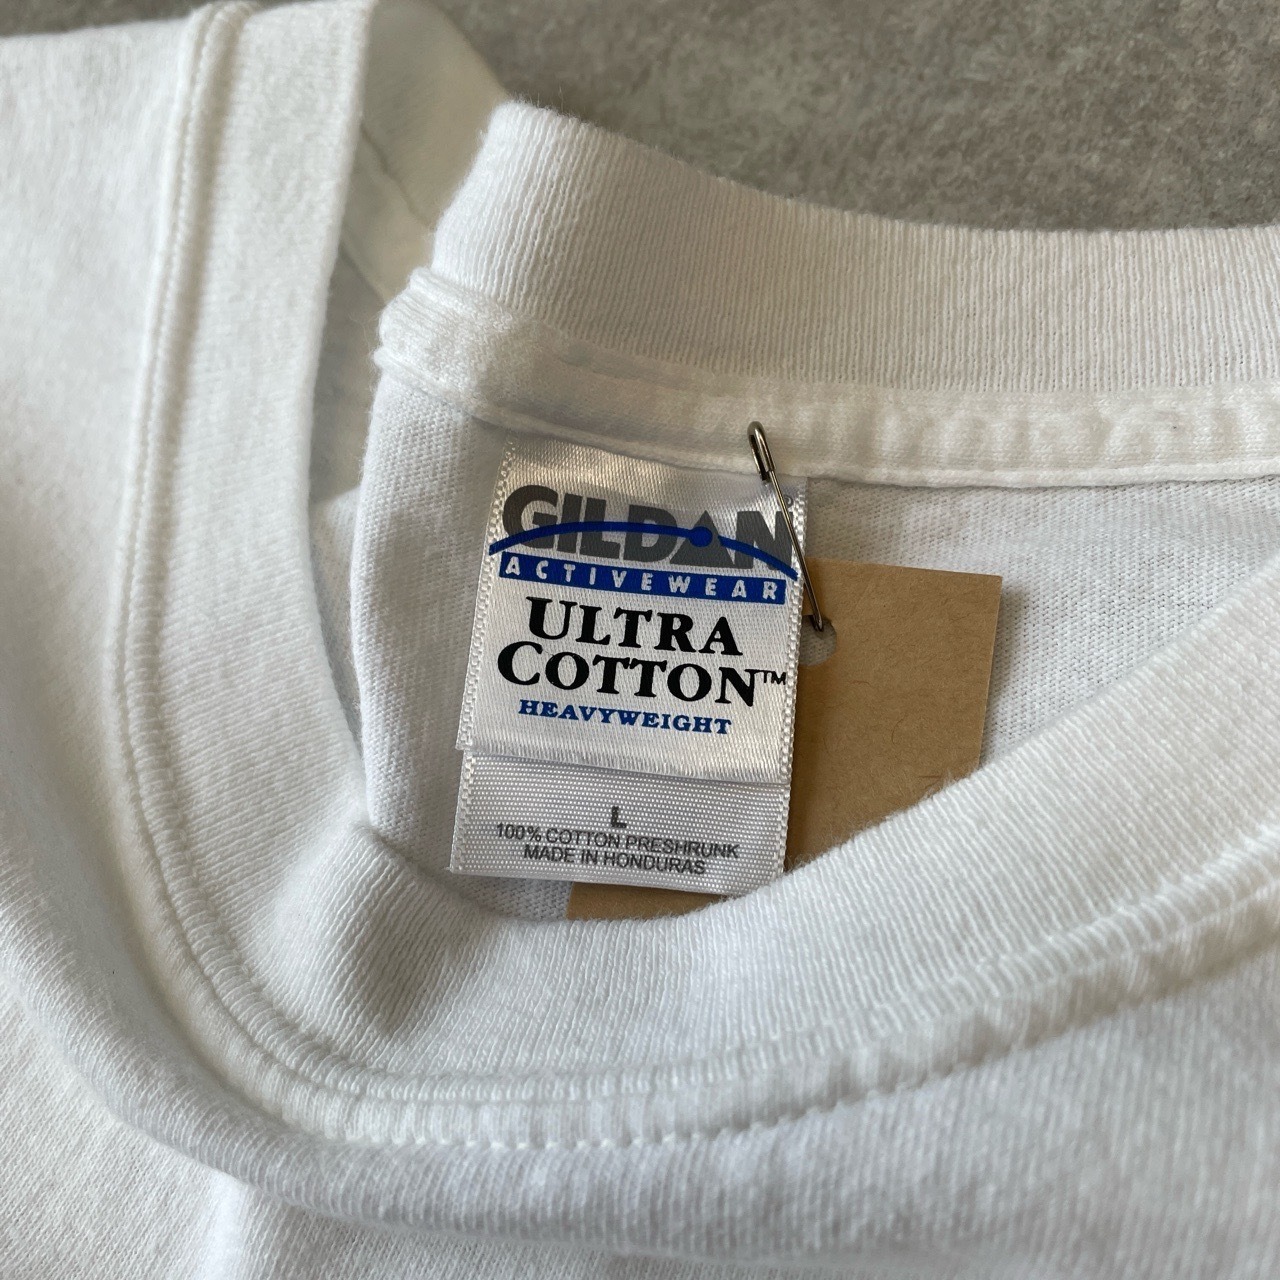 GILDAN®
ACTIVEWEAR
ULTRA
COTTON™
HEAVYWEIGHT
L
100% COTTON PRESHRUNK
MADE IN HONDURAS